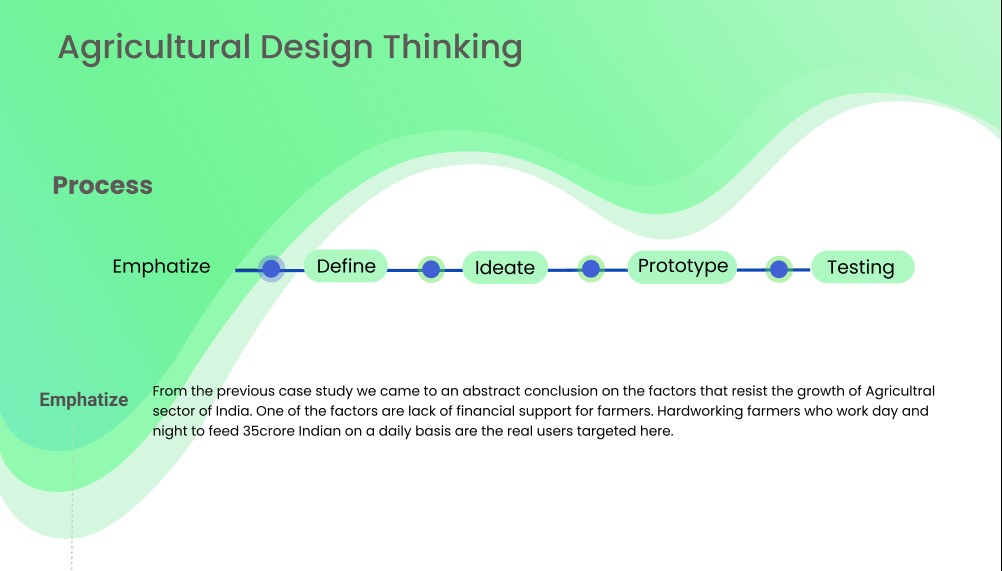 Agricultural Design Thinking
Process
Emphatize
Define
Ideate
Prototype
Testing
Emphatize
From the previous case study we came to an abstract conclusion on the factors that resist the growth of Agricultral
sector of India. One of the factors are lack of financial support for farmers. Hardworking farmers who work day and
night to feed 35crore Indian on a daily basis are the real users targeted here.